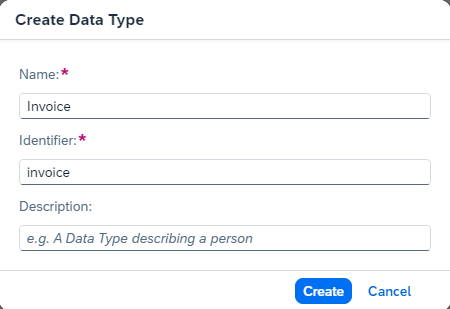 Create Data Type
Name:*
Invoice
Identifier:*
invoice
Description:
e.g. A Data Type describing a person
Create Cancel